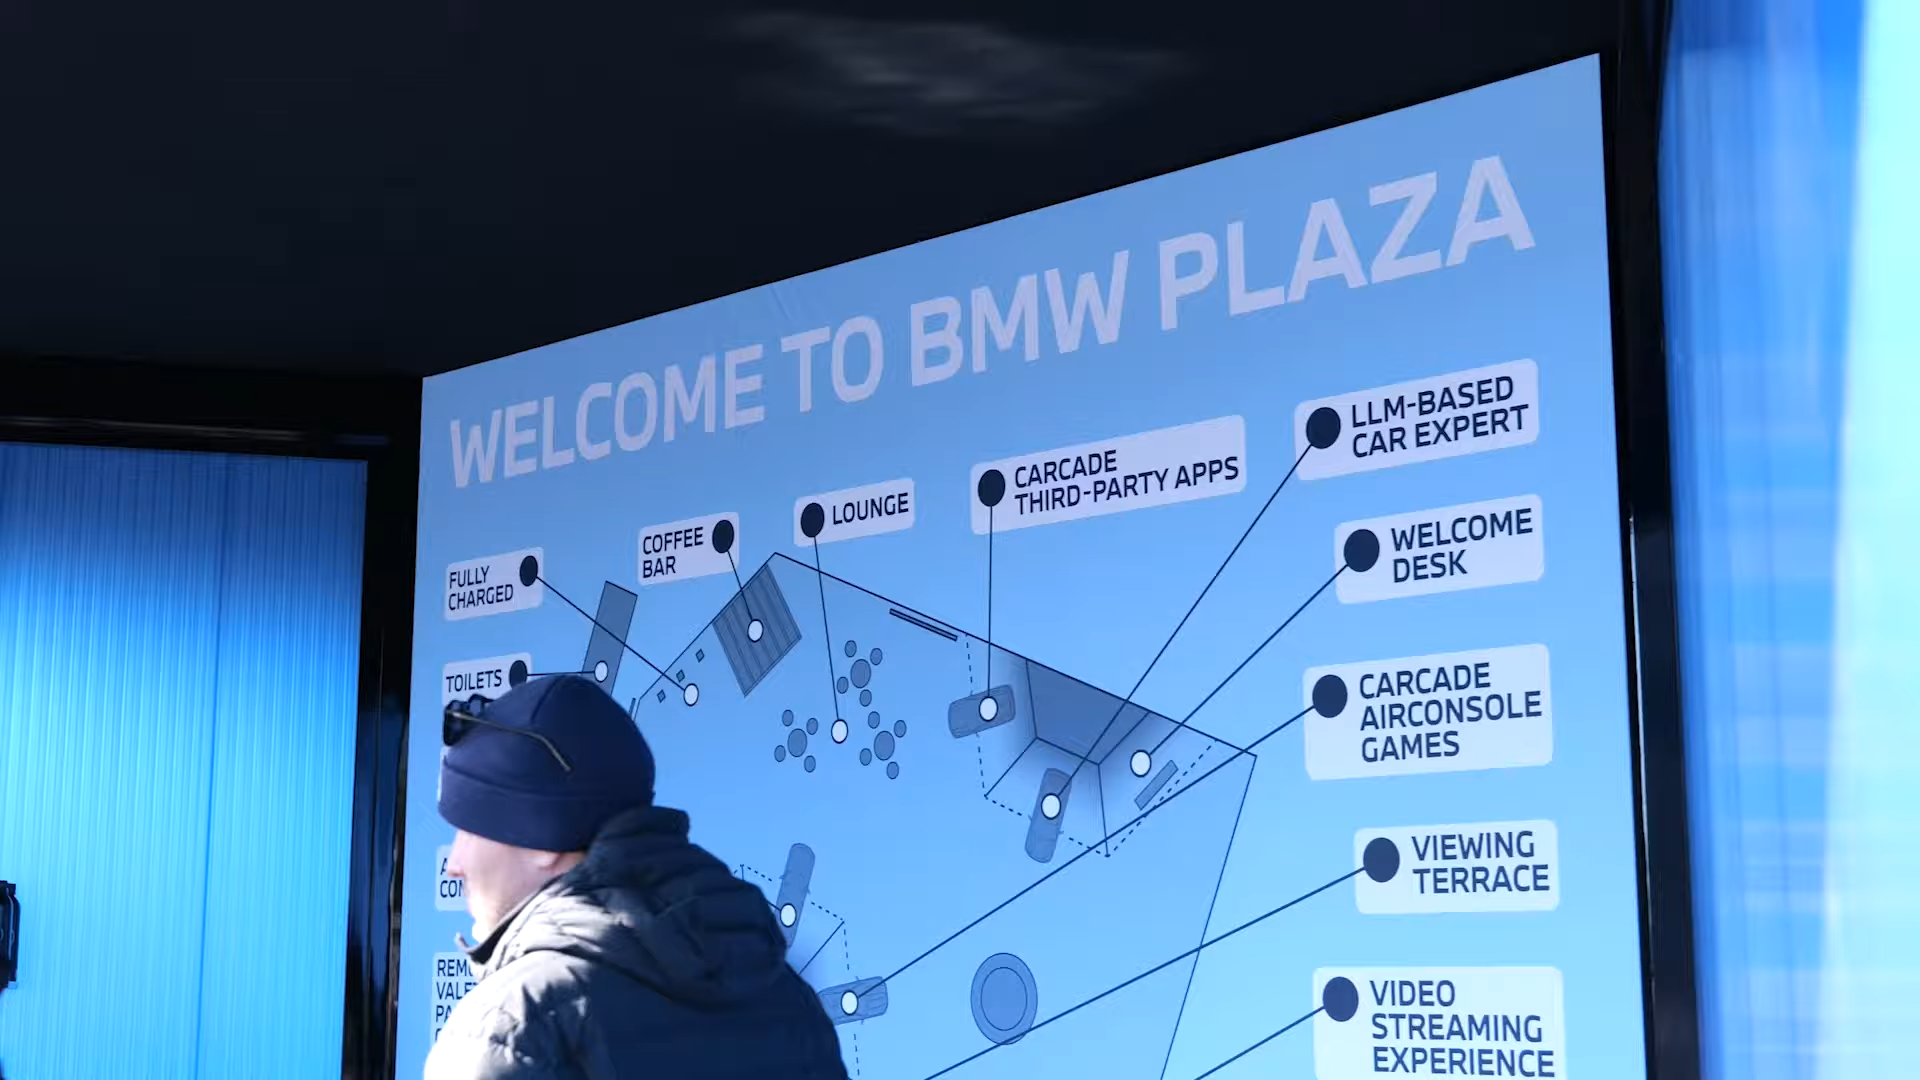 WELCOME TO BMW PLAZA
LLM-BASED
CAR EXPERT
CARCADE
THIRD-PARTY APPS
LOUNGE
COFFEE
BAR
FULLY
CHARGED
WELCOME
DESK
TOILETS
CARCADE
AIRCONSOLE
GAMES
VIEWING
TERRACE
VIDEO
STREAMING
EXPERIENCE